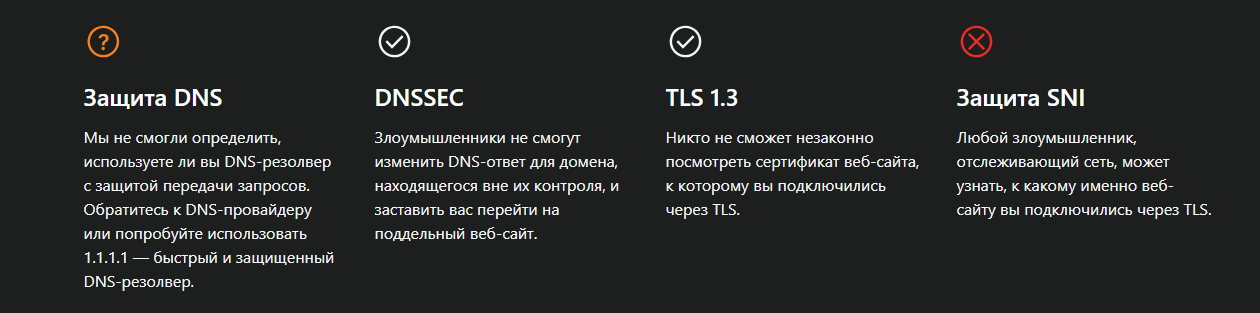 Защита DNS
Мы не смогли определить,
используете ли вы DNS-резолвер
с защитой передачи запросов.
Обратитесь к DNS-провайдеру
или попробуйте использовать
1.1.1.1 — быстрый и защищенный
DNS-резолвер.
DNSSEC
Злоумышленники не смогут
изменить DNS-ответ для домена,
находящегося вне их контроля, и
заставить вас перейти на
поддельный веб-сайт.
TLS 1.3
Никто не сможет незаконно
посмотреть сертификат веб-сайта,
к которому вы подключились
через TLS.
Защита SNI
Любой злоумышленник,
отслеживающий сеть, может
узнать, к какому именно веб-
сайту вы подключились через TLS.